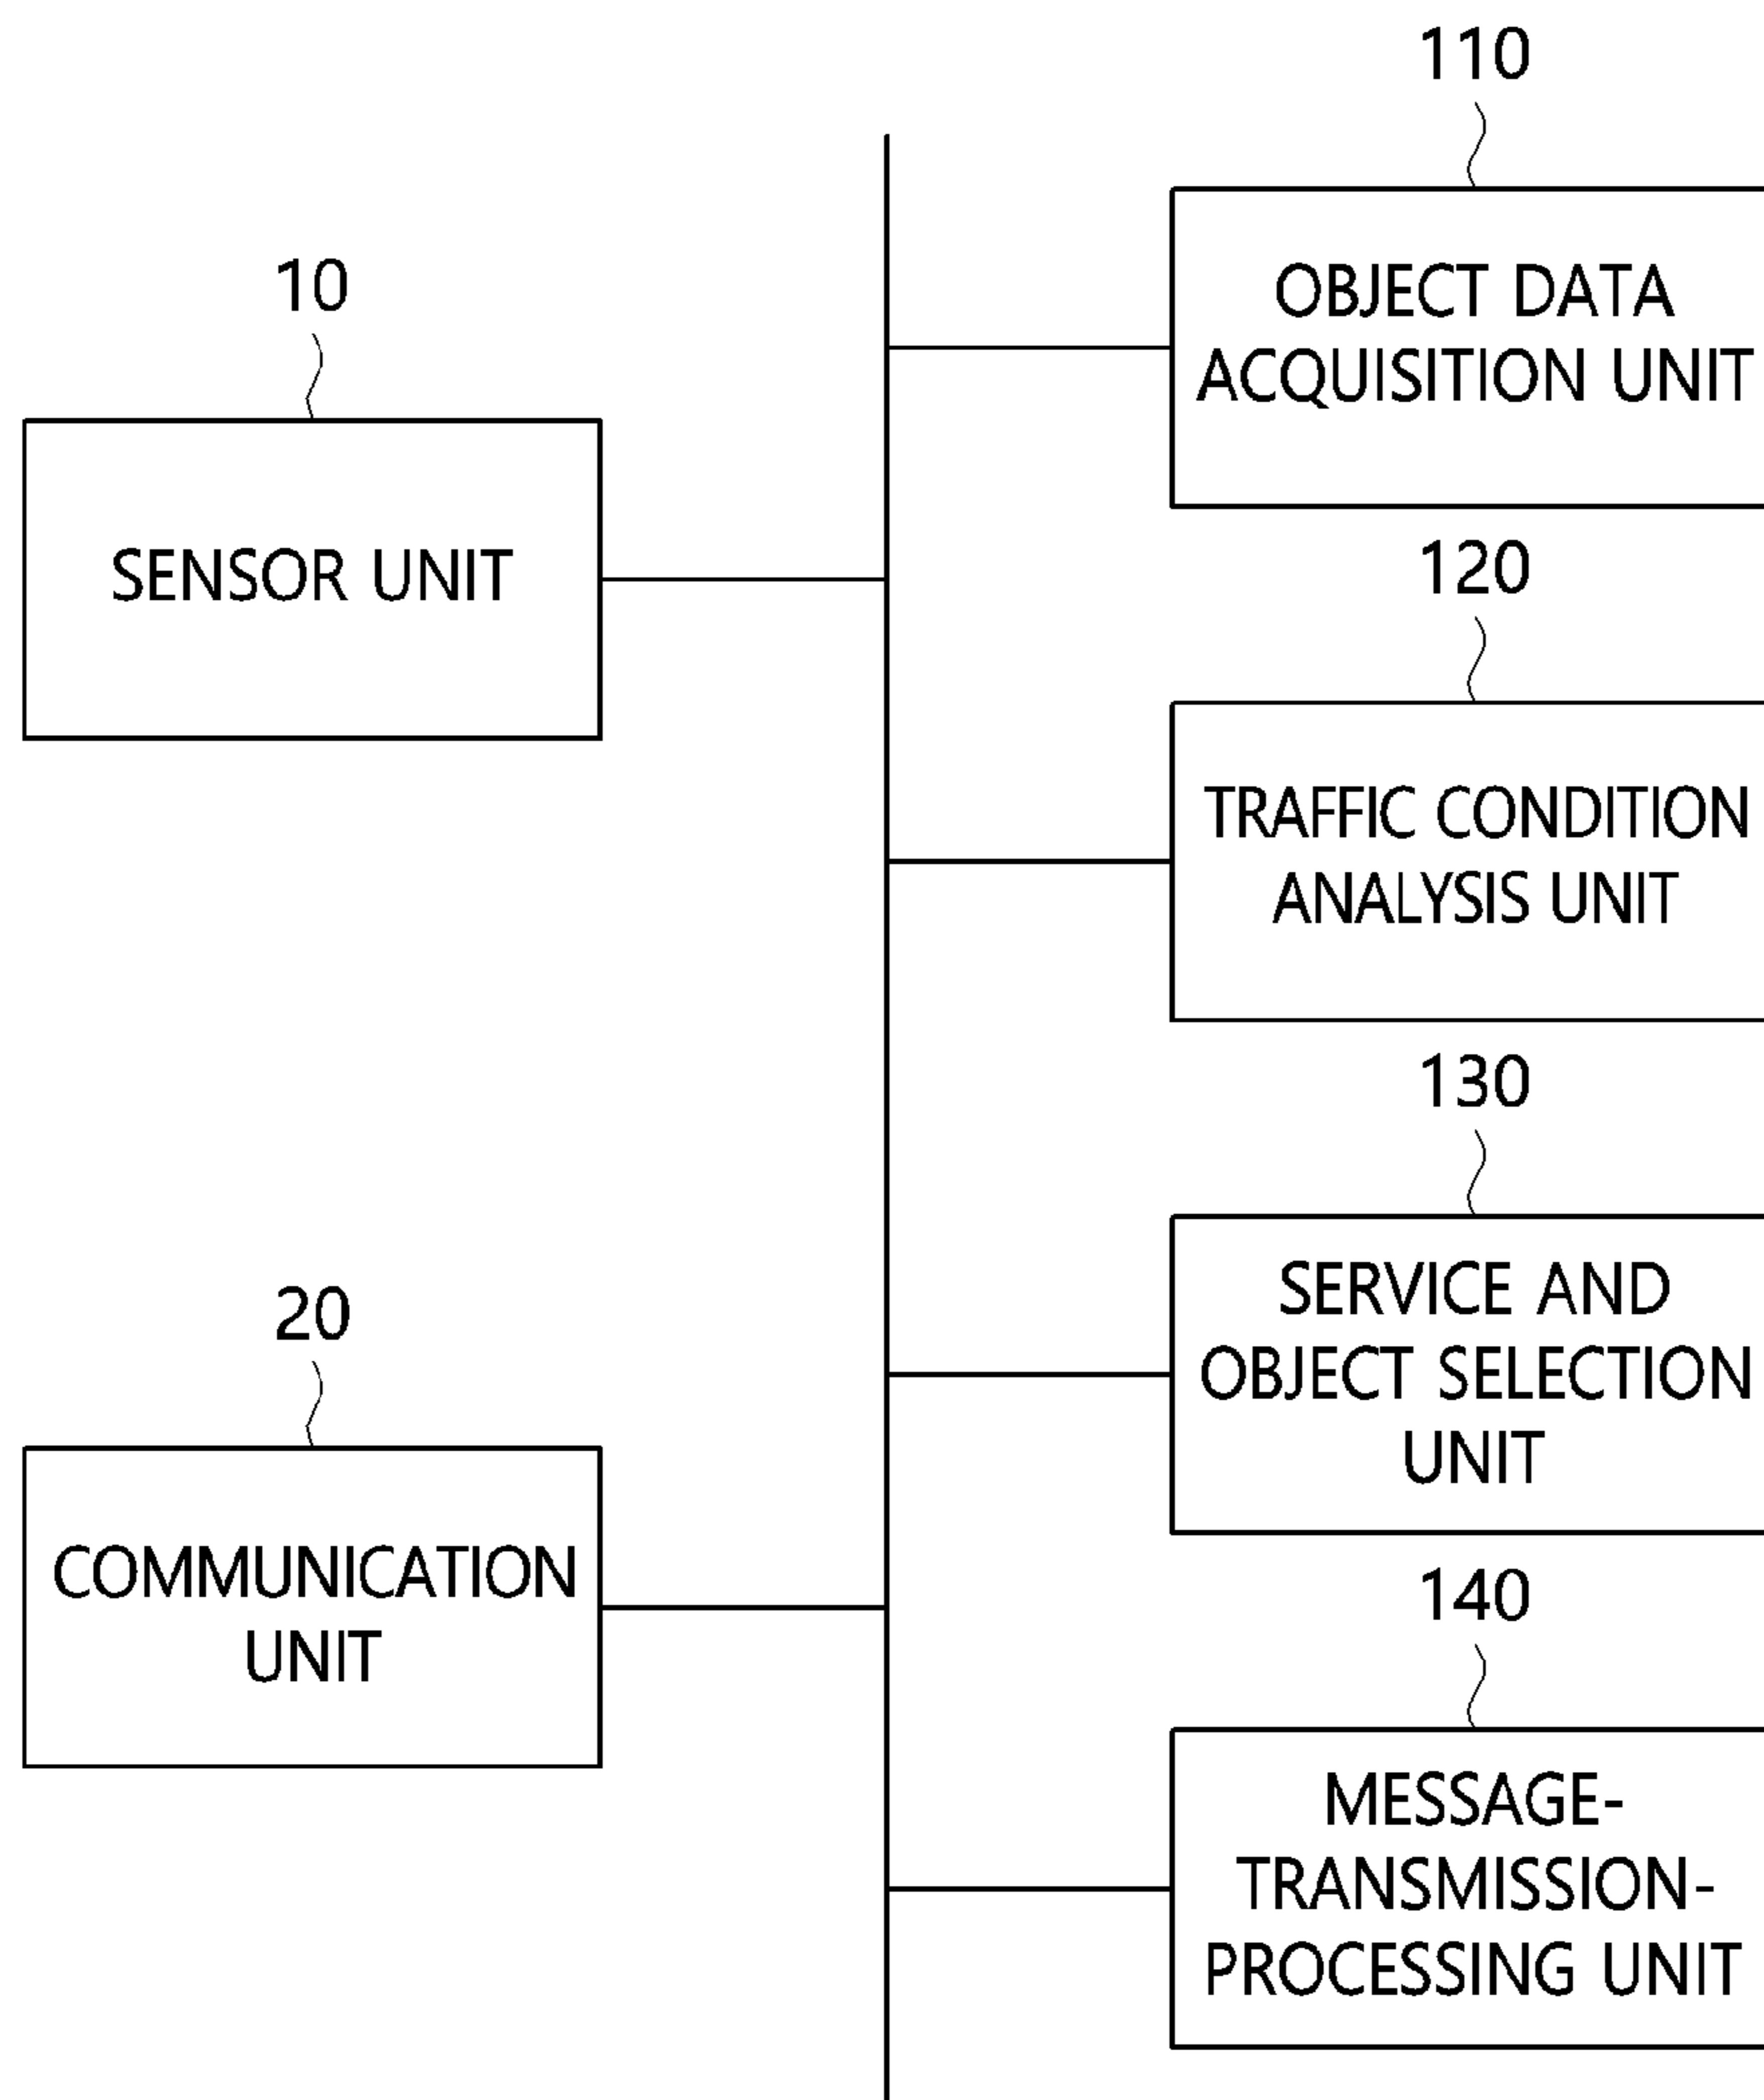 110
OBJECT DATA
ACQUISITION UNIT
10
SENSOR UNIT
120
TRAFFIC CONDITION
ANALYSIS UNIT
130
SERVICE AND
OBJECT SELECTION
UNIT
20
COMMUNICATION
UNIT
140
MESSAGE-
TRANSMISSION-
PROCESSING UNIT